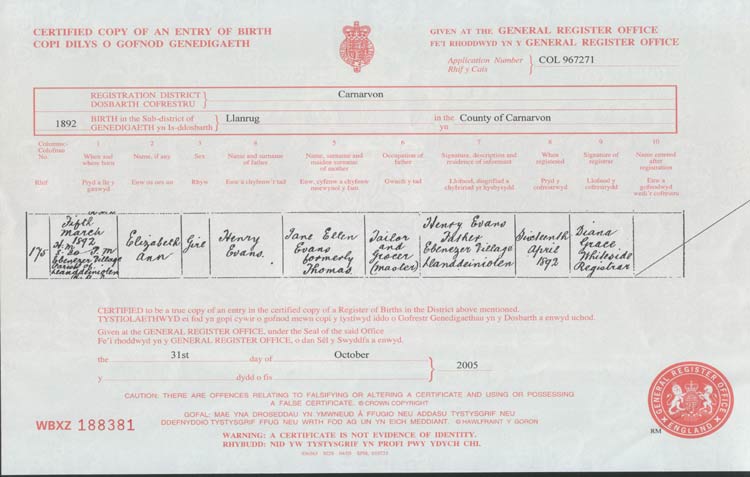 CERTIFIED COPY OF AN ENTRY OF BIRTH
COPI DILYS O GOFNOD GENEDIGAETH
GIVEN AT THE GENERAL REGISTER OFFICE
FE'I RHODDWYD YN Y GENERAL REGISTER OFFICE
Application Number
Rhif y Cais
COL 967271
REGISTRATION DISTRICT
DOSBARTH COFRESTRU
Carnarvon
1892
BIRTH in the Sub-district of
GENEDIGAETH yn Is-ddosbarth
Llanrug
in the
yn
County of Carnarvon
Columns:-
Colofnau
No.
Rhif
1
When and
where born
Pryd a lle y
ganwyd
2
Name, if any
Enw os oes un
3
Sex
Rhyw
4
Name and surname
of father
Enw a chyfenw'r tad
5
Name, surname and
maiden surname
of mother
Enw, cyfenw a chyfenw
morwynol y fam
6
Occupation of
father
Gwaith y tad
7
Signature, description and
residence of informant
Llofnod, disgrifiad a
chyfeiriad yr hysbysydd
8
When
registered
Pryd y
cofrestrwyd
9
Signature of
registrar
Llofnod y
cofrestrydd
10
Name entered
after
registration
Enw a
gofnodwyd
wedi'r cofrestru
175
Fifth
March
1892
H.M.
5-20 P.M
Ebenezer Village
Parish of
Llanddeiniolen
Elizabeth
Ann
Girl
Henry
Evans
Jane Ellen
Evans
formerly
Thomas
Tailor
and
Grocer
(master)
Henry Evans
Father
Ebenezer Village
Llanddeiniolen
Sixteenth
April
1892
Diana
Grace
Whiteside
Registrar
CERTIFIED to be a true copy of an entry in the certified copy of a Register of Births in the District above mentioned.
TYSTIOLAETHWYD ei fod yn gopi cywir o gofnod mewn copi y tystiwyd iddo o Gofrestr Genedigaethau yn y Dosbarth a enwyd uchod.
Given at the GENERAL REGISTER OFFICE, under the Seal of the said Office
Fe'i rhoddwyd yn y GENERAL REGISTER OFFICE, o dan Sêl y Swyddfa a enwyd.
the 31st day of October
y dydd o fis
2005
CAUTION: THERE ARE OFFENCES RELATING TO FALSIFYING OR ALTERING A CERTIFICATE AND USING OR POSSESSING
A FALSE CERTIFICATE. © CROWN COPYRIGHT
GOFAL: MAE YNA DROSEDDAU YN YMWNEUD Â FFUGIO NEU ADDASU TYSTYSGRIF NEU
DDEFNYDDIO TYSTYSGRIF FFUG NEU WRTH FOD AG UN YN EICH MEDDIANT. © HAWLFRAINT Y GORON
WBXZ 188381
WARNING: A CERTIFICATE IS NOT EVIDENCE OF IDENTITY.
RHYBUDD: NID YW TYSTYSGRIF YN PROFI PWY YDYCH CHI.
GENERAL REGISTER OFFICE
ENGLAND
RM